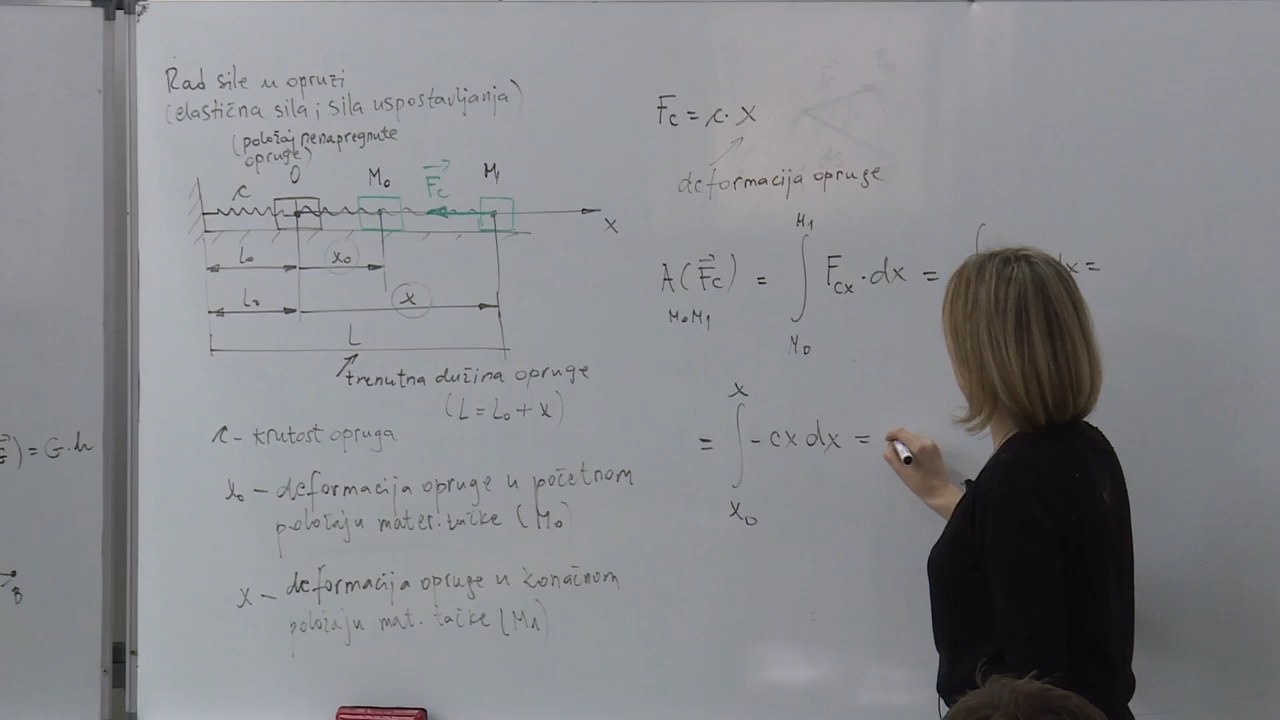 Rad sile u opruzi
(elastična sila; sila uspostavljanja)
(položaj nenapregnute
opruge)
O M₀ F⃗c M₁
c
x
l₀ x₀
l₀ x
L
trenutna dužina opruge
(L=L₀+x)
c - krutost opruga
x₀ - deformacija opruge u početnom
položaju mater. tačke (M₀)
x - deformacija opruge u konačnom
položaju mat. tačke (M₁)
) = G·h
B
Fc = c·x
deformacija opruge
A(F⃗c) = ∫ Fcx·dx = ∫ dx =
M₀M₁
M₁
M₀
x
= ∫ -cx dx =
x₀